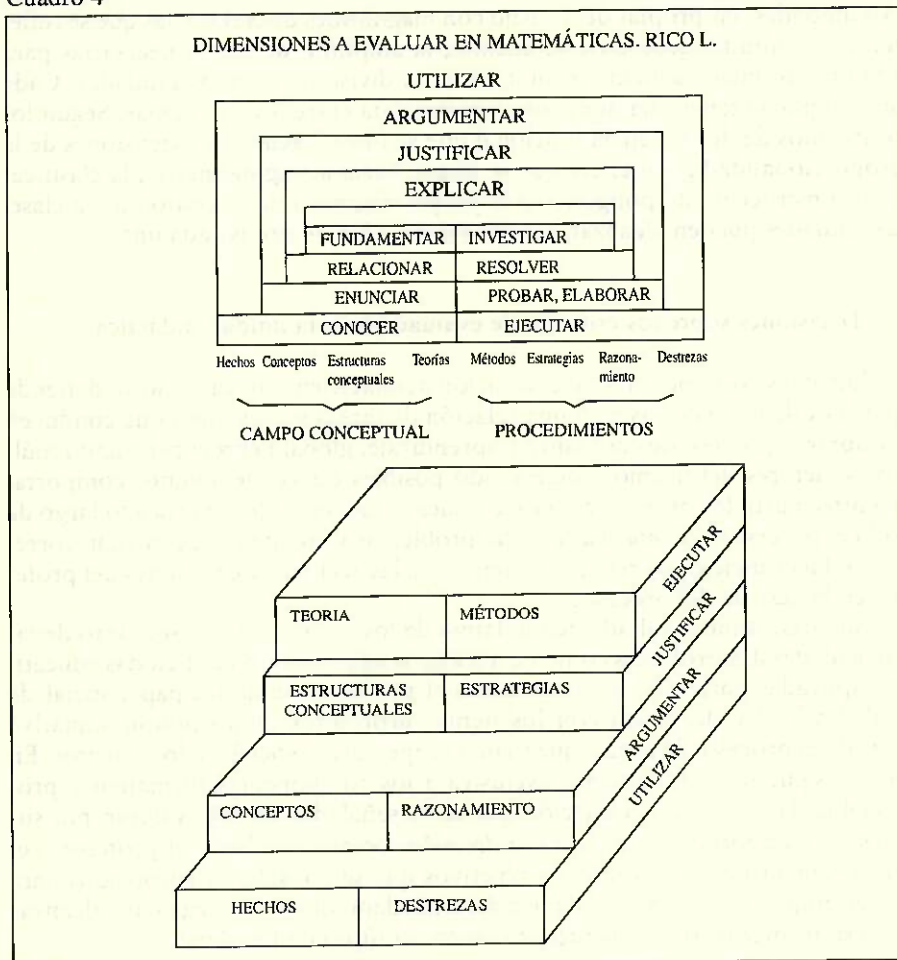 Cuadro 4
DIMENSIONES A EVALUAR EN MATEMÁTICAS. RICO L.
UTILIZAR
ARGUMENTAR
JUSTIFICAR
EXPLICAR
FUNDAMENTAR INVESTIGAR
RELACIONAR RESOLVER
ENUNCIAR PROBAR, ELABORAR
CONOCER EJECUTAR
Hechos Conceptos Estructuras Teorías Métodos Estrategias Razona- Destrezas
conceptuales miento
CAMPO CONCEPTUAL PROCEDIMIENTOS
TEORIA MÉTODOS EJECUTAR
ESTRUCTURAS ESTRATEGIAS JUSTIFICAR
CONCEPTUALES
CONCEPTOS RAZONAMIENTO ARGUMENTAR
HECHOS DESTREZAS UTILIZAR